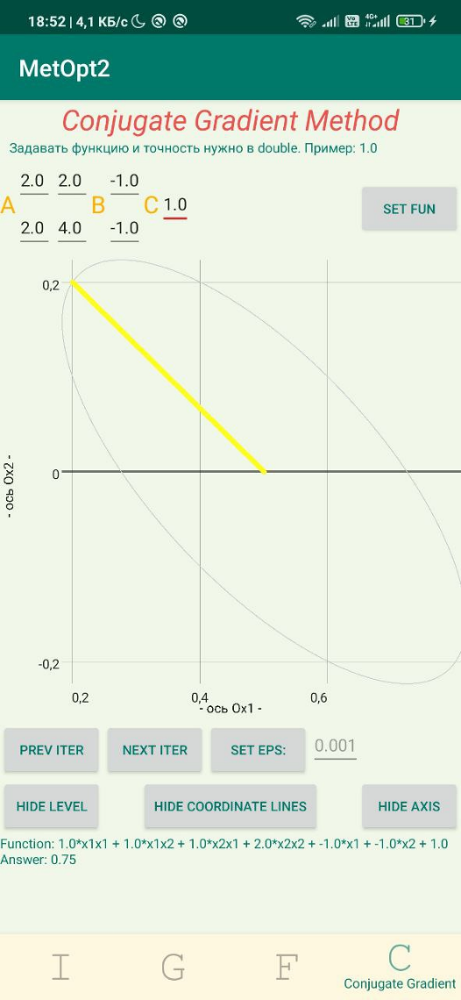 18:52 | 4,1 КБ/с
Vo LTE 4G+ 31
MetOpt2
Conjugate Gradient Method
Задавать функцию и точность нужно в double. Пример: 1.0
2.0 2.0 -1.0
A B C 1.0 SET FUN
2.0 4.0 -1.0
0,2
0
-0,2
- ось Ox2 -
0,2 0,4 0,6
- ось Ox1 -
PREV ITER NEXT ITER SET EPS: 0.001
HIDE LEVEL HIDE COORDINATE LINES HIDE AXIS
Function: 1.0*x1x1 + 1.0*x1x2 + 1.0*x2x1 + 2.0*x2x2 + -1.0*x1 + -1.0*x2 + 1.0
Answer: 0.75
I G F C
Conjugate Gradient